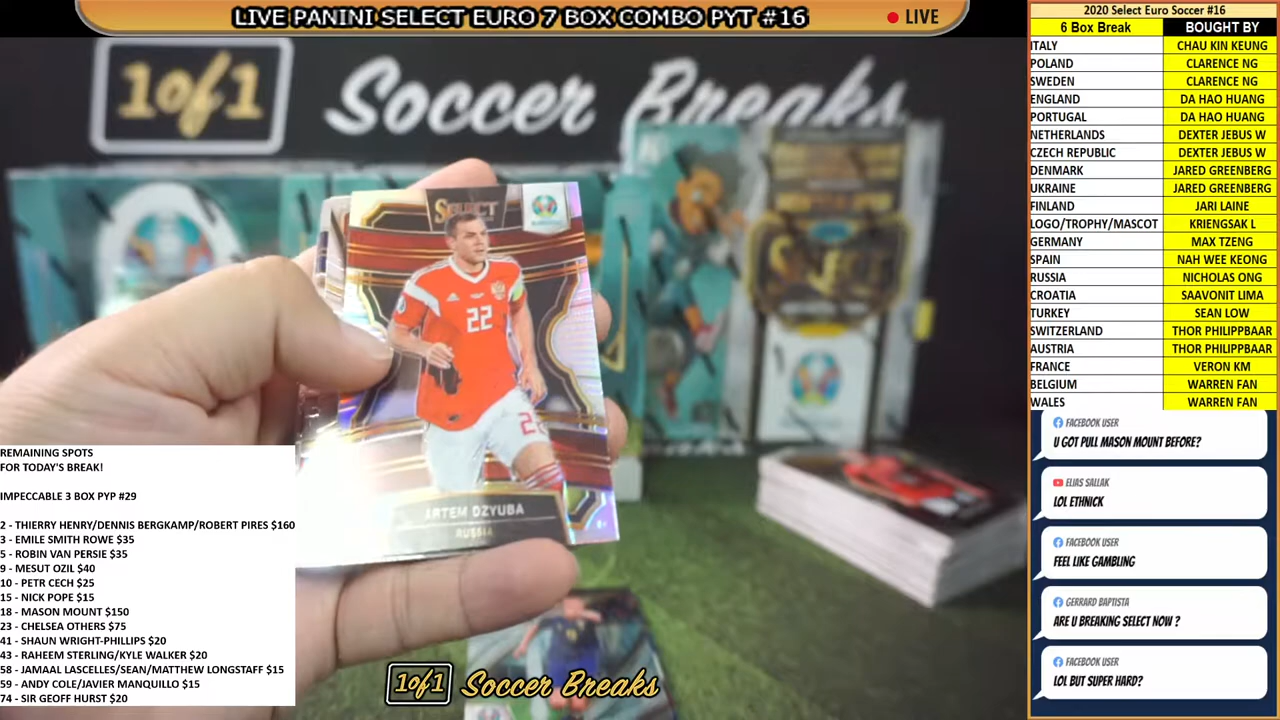 LIVE PANINI SELECT EURO 7 BOX COMBO PYT #16
LIVE
1of1
Soccer Breaks
SELECT
22
ARTEM DZYUBA
RUSSIA
2020 Select Euro Soccer #16
6 Box Break BOUGHT BY
ITALY CHAU KIN KEUNG
POLAND CLARENCE NG
SWEDEN CLARENCE NG
ENGLAND DA HAO HUANG
PORTUGAL DA HAO HUANG
NETHERLANDS DEXTER JEBUS W
CZECH REPUBLIC DEXTER JEBUS W
DENMARK JARED GREENBERG
UKRAINE JARED GREENBERG
FINLAND JARI LAINE
LOGO/TROPHY/MASCOT KRIENGSAK L
GERMANY MAX TZENG
SPAIN NAH WEE KEONG
RUSSIA NICHOLAS ONG
CROATIA SAAVONIT LIMA
TURKEY SEAN LOW
SWITZERLAND THOR PHILIPPBAAR
AUSTRIA THOR PHILIPPBAAR
FRANCE VERON KM
BELGIUM WARREN FAN
WALES WARREN FAN
FACEBOOK USER
U GOT PULL MASON MOUNT BEFORE?
ELIAS SALLAK
LOL ETHNICK
FACEBOOK USER
FEEL LIKE GAMBLING
GERRARD BAPTISTA
ARE U BREAKING SELECT NOW ?
FACEBOOK USER
LOL BUT SUPER HARD?
REMAINING SPOTS
FOR TODAY'S BREAK!
IMPECCABLE 3 BOX PYP #29
2 - THIERRY HENRY/DENNIS BERGKAMP/ROBERT PIRES $160
3 - EMILE SMITH ROWE $35
5 - ROBIN VAN PERSIE $35
9 - MESUT OZIL $40
10 - PETR CECH $25
15 - NICK POPE $15
18 - MASON MOUNT $150
23 - CHELSEA OTHERS $75
41 - SHAUN WRIGHT-PHILLIPS $20
43 - RAHEEM STERLING/KYLE WALKER $20
58 - JAMAAL LASCELLES/SEAN/MATTHEW LONGSTAFF $15
59 - ANDY COLE/JAVIER MANQUILLO $15
74 - SIR GEOFF HURST $20
1of1 Soccer Breaks